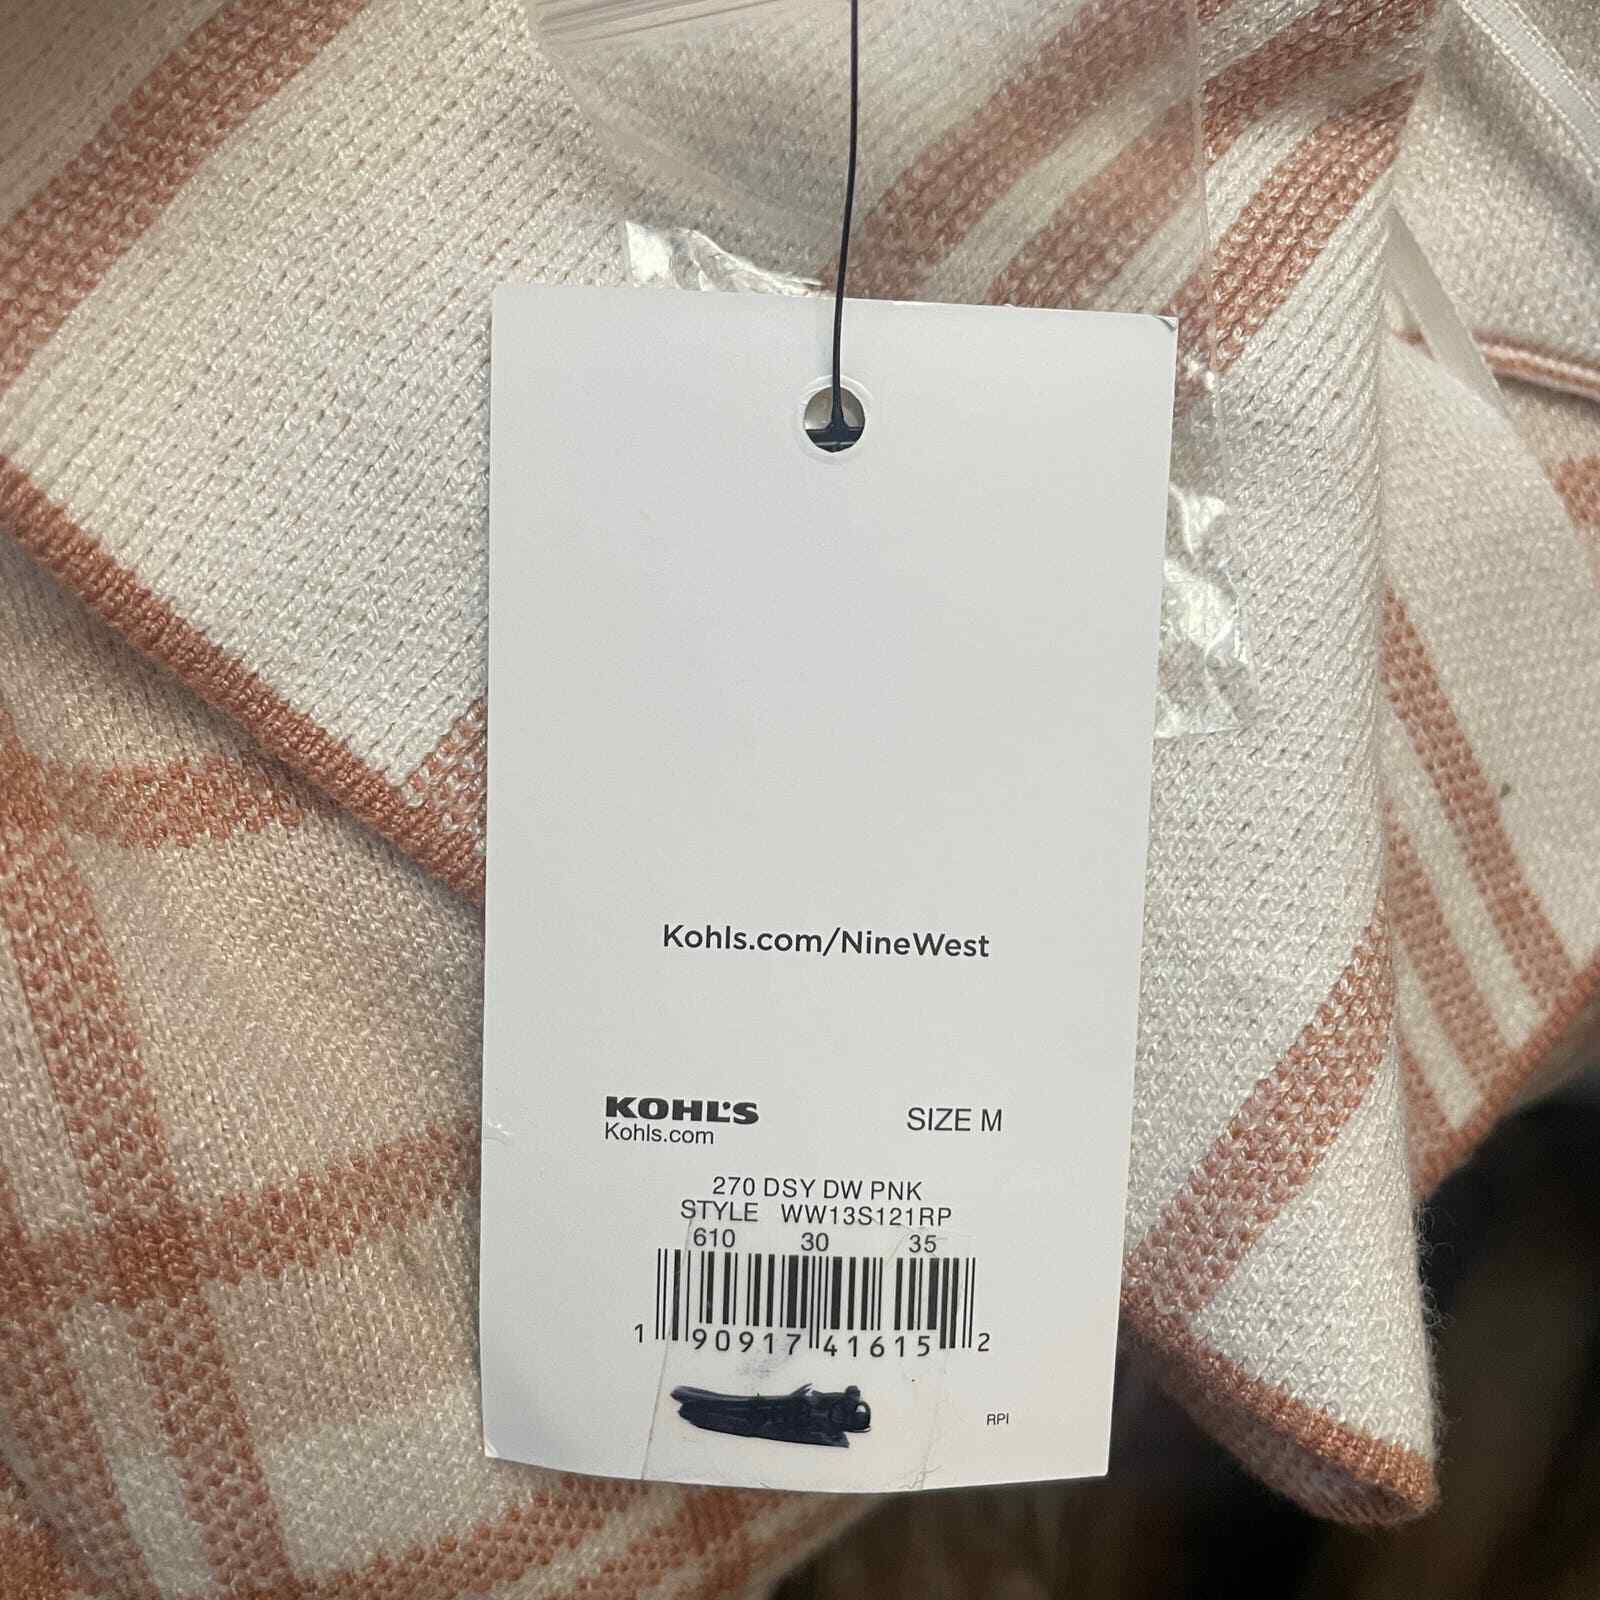 Kohls.com/NineWest
KOHL'S
Kohls.com
SIZE M
270 DSY DW PNK
STYLE WW13S121RP
610 30 35
1 90917 41615 2
RPI